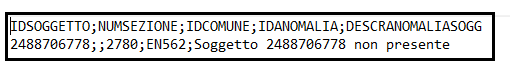 IDSOGGETTO;NUMSEZIONE;IDCOMUNE;IDANOMALIA;DESCRANOMALIASOGG
2488706778;;2780;EN562;Soggetto 2488706778 non presente